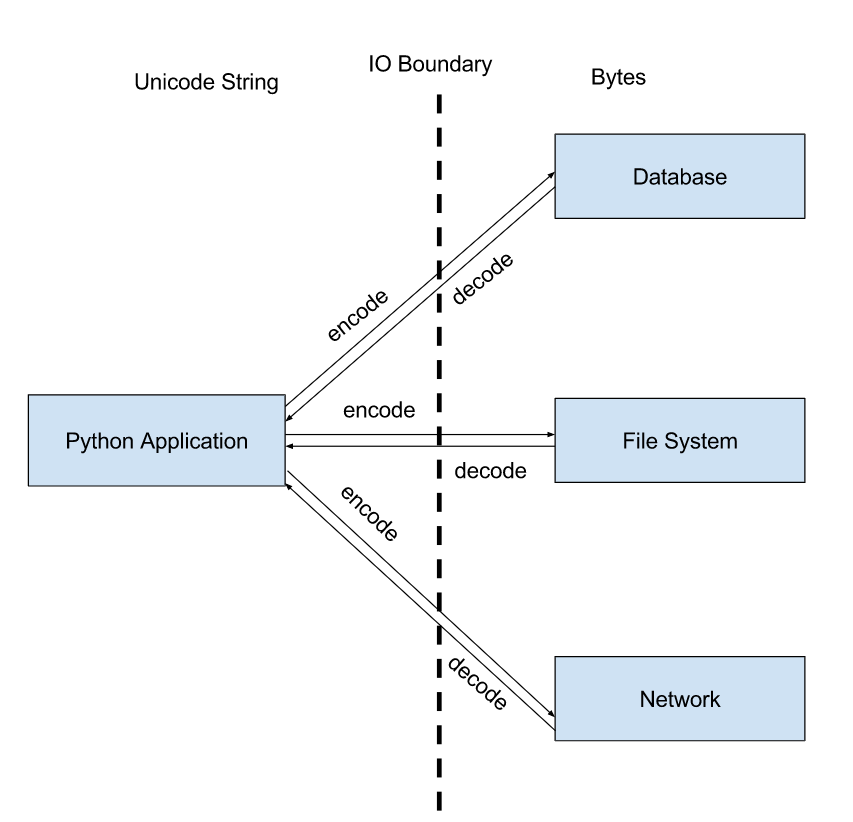 Unicode String
IO Boundary
Bytes
Database
encode
decode
Python Application
encode
decode
File System
encode
decode
Network